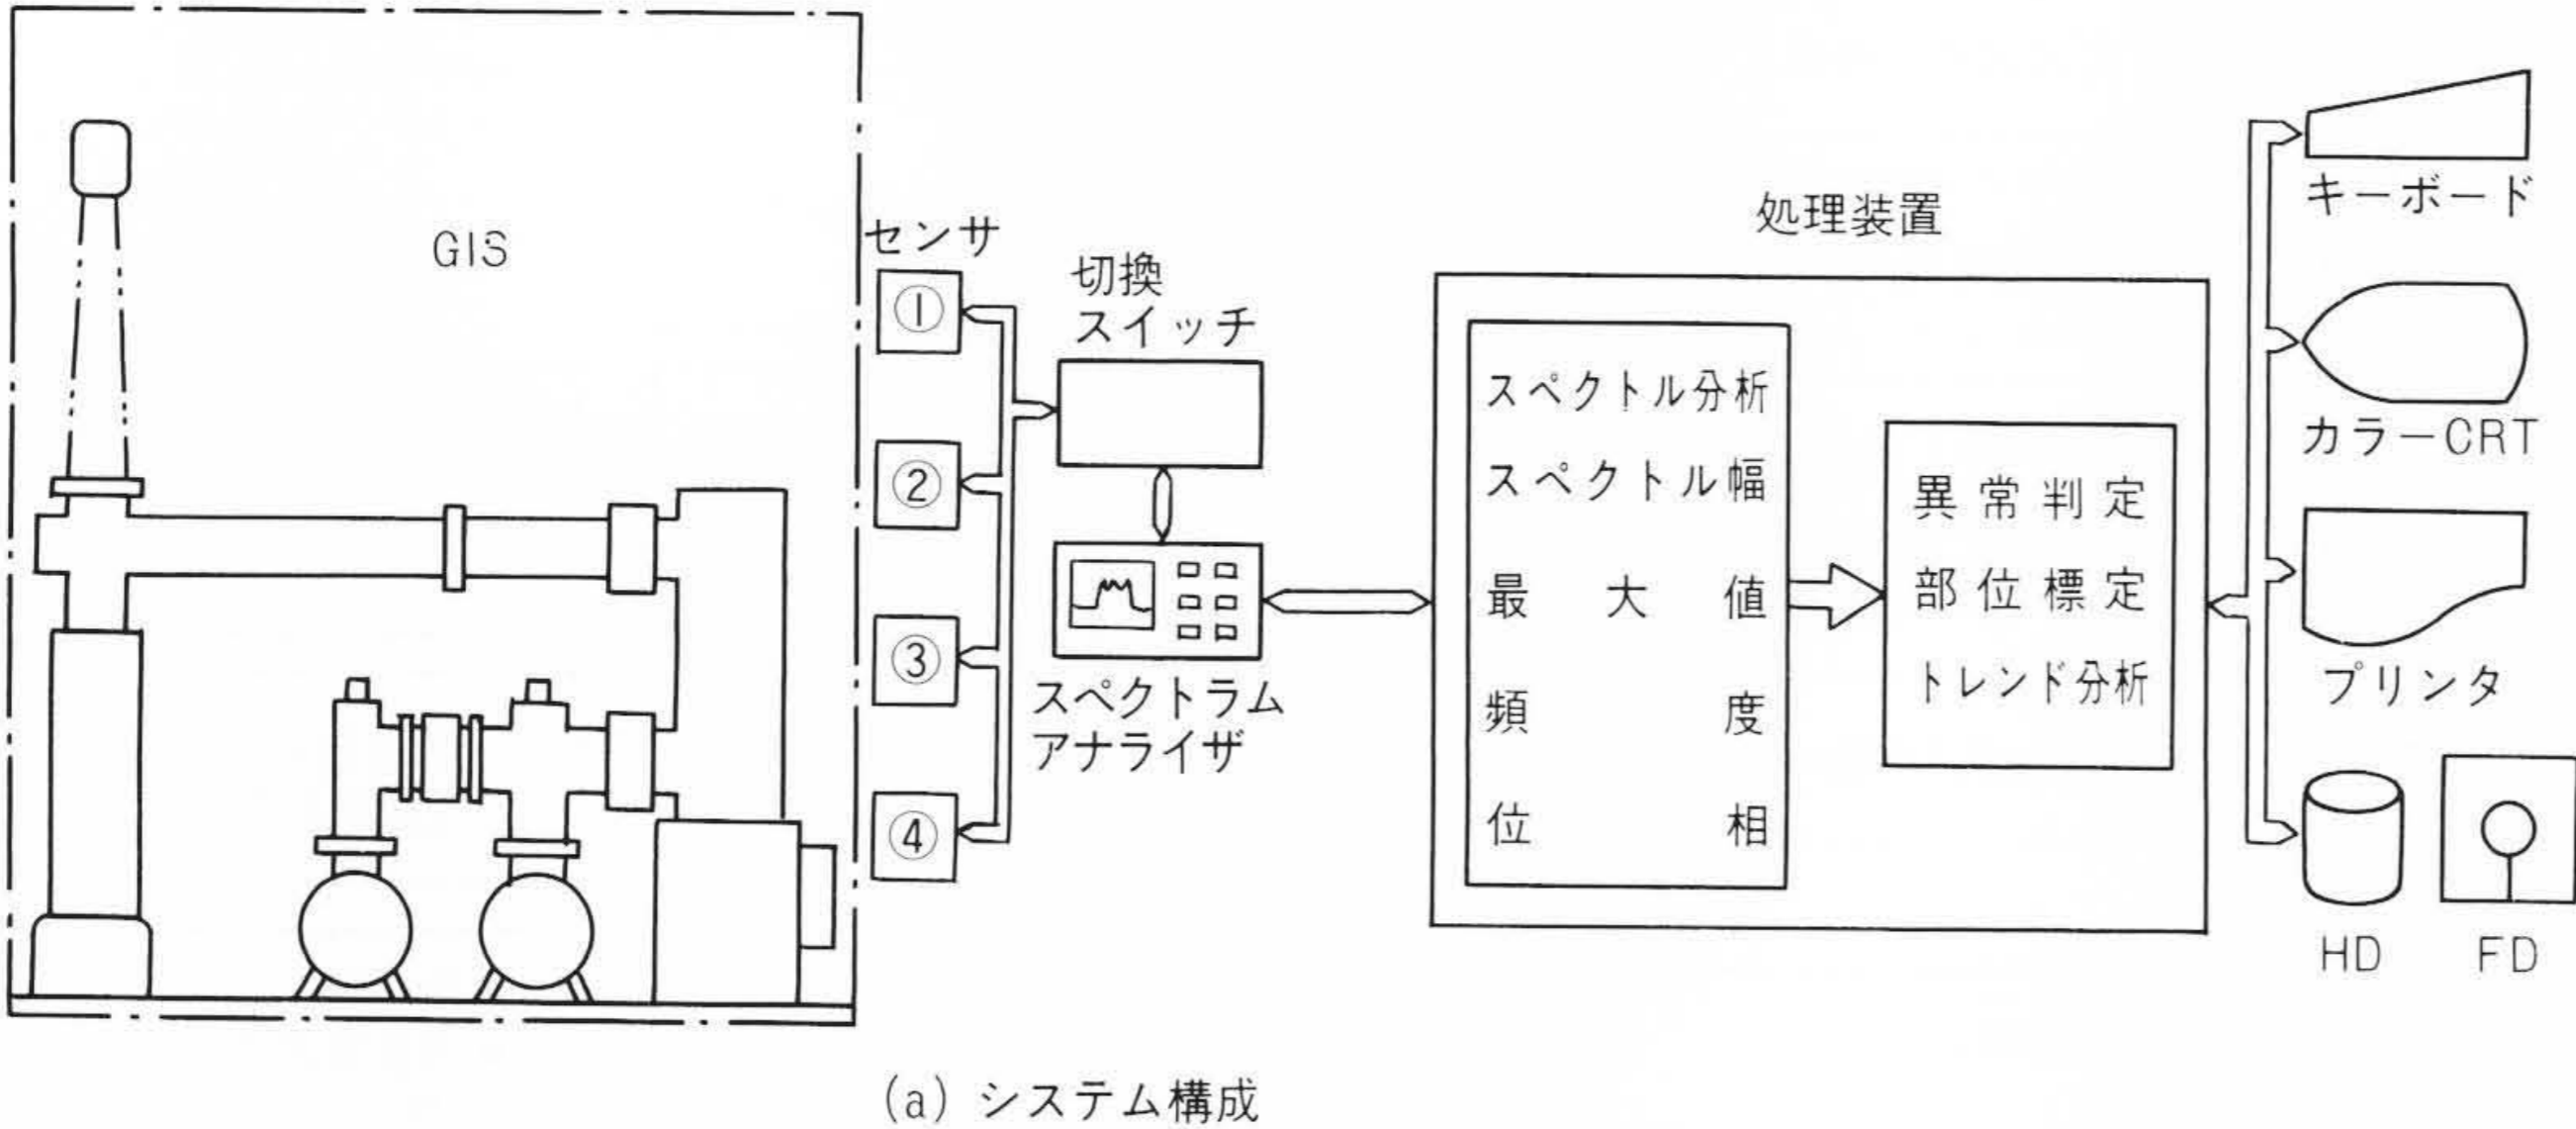 GIS
センサ
①
②
③
④
切換
スイッチ
スペクトラム
アナライザ
処理装置
スペクトル分析
スペクトル幅
最大値
頻度
位相
異常判定
部位標定
トレンド分析
キーボード
カラーCRT
プリンタ
HD
FD
(a) システム構成